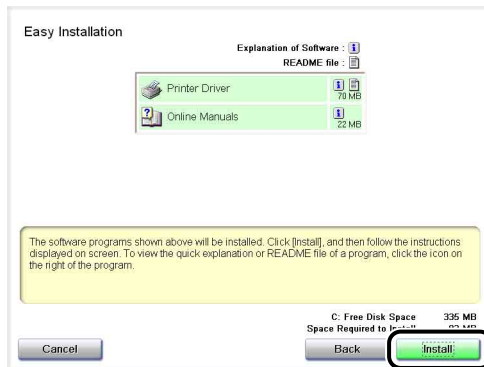 Easy Installation
Explanation of Software :
README file :
Printer Driver
70 MB
Online Manuals
22 MB
The software programs shown above will be installed. Click [Install], and then follow the instructions
displayed on screen. To view the quick explanation or README file of a program, click the icon on
the right of the program.
C: Free Disk Space 335 MB
Space Required to
Cancel
Back
Install